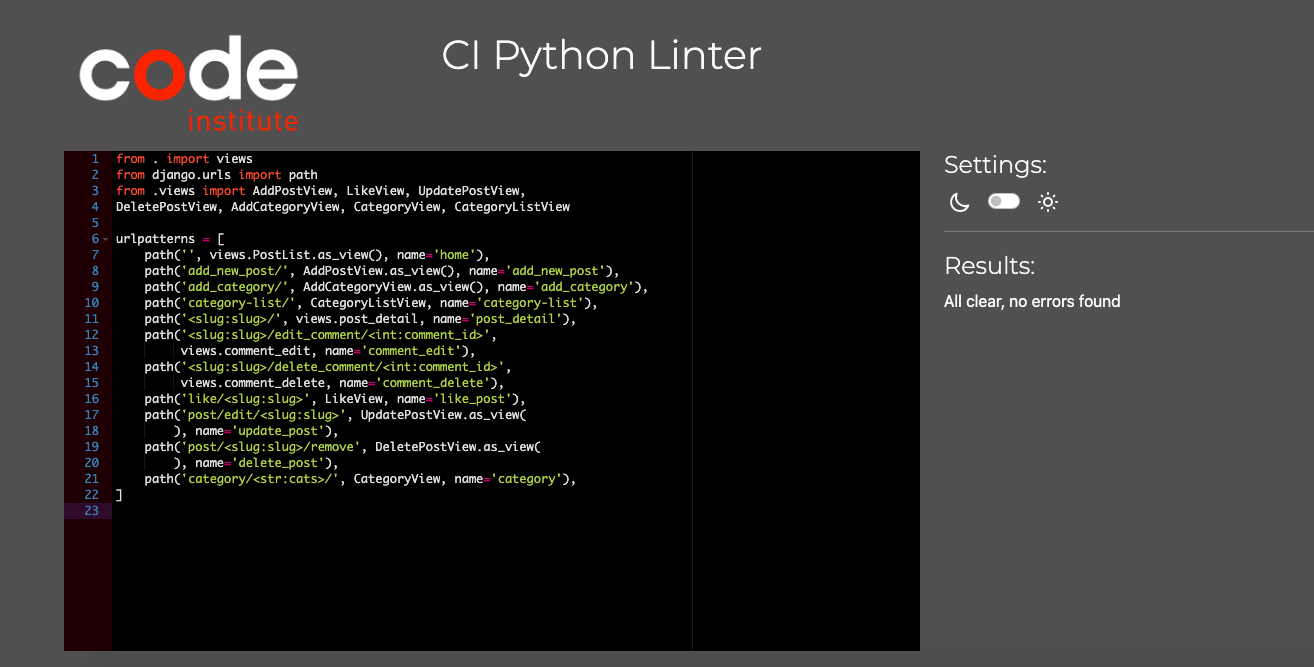 code
institute
CI Python Linter
1 from . import views
2 from django.urls import path
3 from .views import AddPostView, LikeView, UpdatePostView,
4 DeletePostView, AddCategoryView, CategoryView, CategoryListView
5
6 urlpatterns = [
7     path('', views.PostList.as_view(), name='home'),
8     path('add_new_post/', AddPostView.as_view(), name='add_new_post'),
9     path('add_category/', AddCategoryView.as_view(), name='add_category'),
10     path('category-list/', CategoryListView, name='category-list'),
11     path('<slug:slug>/', views.post_detail, name='post_detail'),
12     path('<slug:slug>/edit_comment/<int:comment_id>',
13          views.comment_edit, name='comment_edit'),
14     path('<slug:slug>/delete_comment/<int:comment_id>',
15          views.comment_delete, name='comment_delete'),
16     path('like/<slug:slug>', LikeView, name='like_post'),
17     path('post/edit/<slug:slug>', UpdatePostView.as_view(
18         ), name='update_post'),
19     path('post/<slug:slug>/remove', DeletePostView.as_view(
20         ), name='delete_post'),
21     path('category/<str:cats>/', CategoryView, name='category'),
22 ]
23
Settings:
Results:
All clear, no errors found